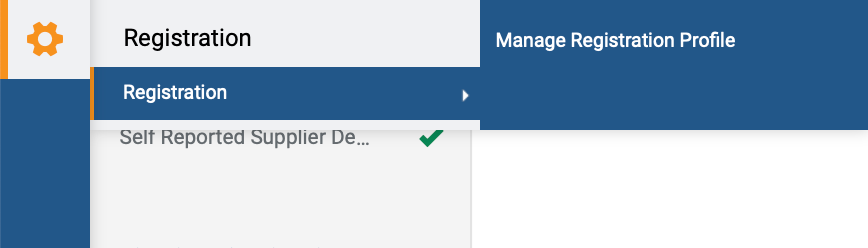 Registration
Manage Registration Profile
Registration
Self Reported Supplier De...